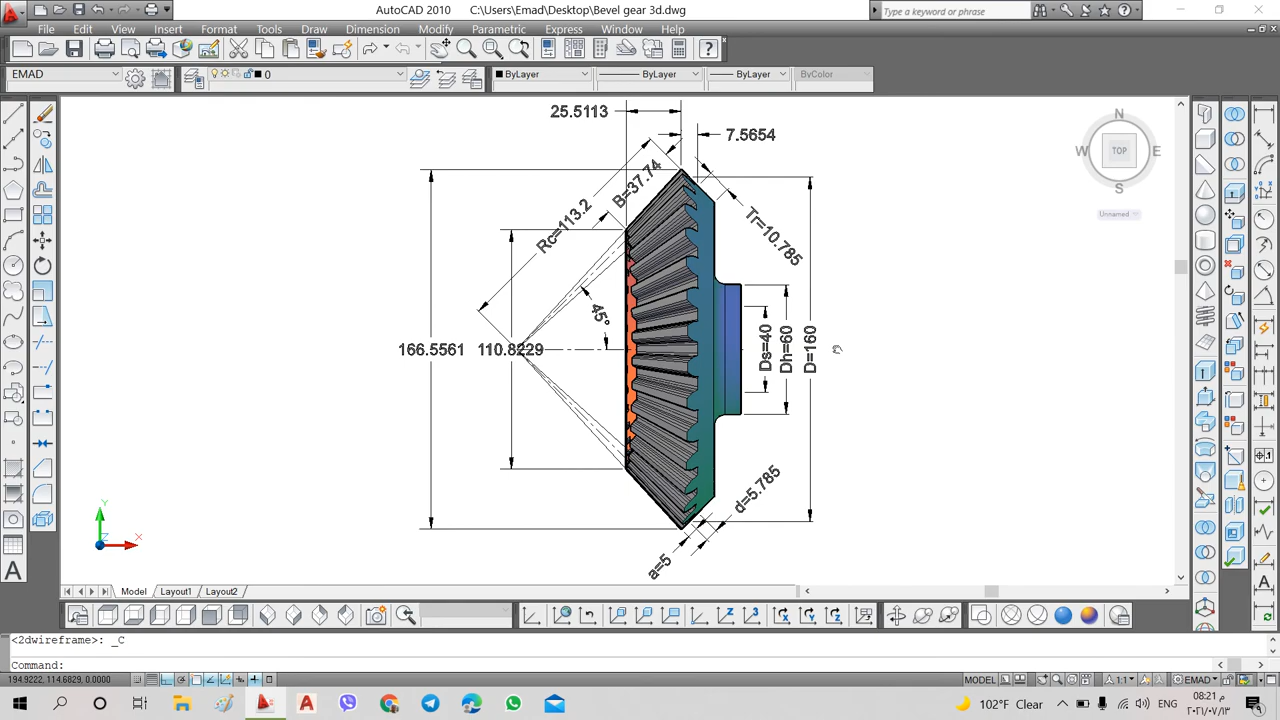 AutoCAD 2010 C:\Users\Emad\Desktop\Bevel gear 3d.dwg
Type a keyword or phrase
File Edit View Insert Format Tools Draw Dimension Modify Parametric Express Window Help
EMAD
0
ByLayer
ByLayer
ByLayer
ByColor
25.5113
7.5654
B=37.74
Rc=113.2
Tr=10.785
45°
166.5561
110.8229
Ds=40
Dh=60
D=160
d=5.785
a=5
N
W TOP E
S
Unnamed
Y
Z
X
Model Layout1 Layout2
<2dwireframe>: _C
Command:
194.9222, 114.6829, 0.0000
MODEL
1:1
EMAD
102°F Clear
ENG
08:21 م
٢٠٢١/٠٧/١٣